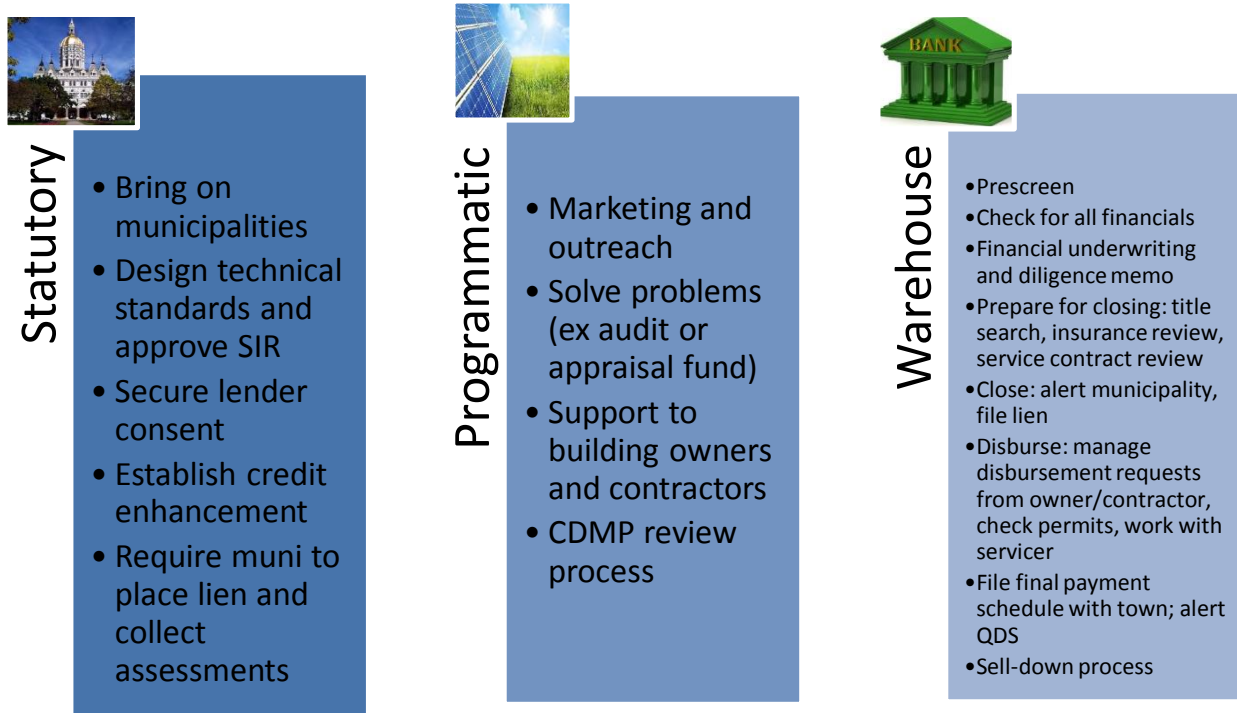 Statutory
• Bring on
municipalities
• Design technical
standards and
approve SIR
• Secure lender
consent
• Establish credit
enhancement
• Require muni to
place lien and
collect
assessments
Programmatic
• Marketing and
outreach
• Solve problems
(ex audit or
appraisal fund)
• Support to
building owners
and contractors
• CDMP review
process
BANK
Warehouse
•Prescreen
•Check for all financials
•Financial underwriting
and diligence memo
•Prepare for closing: title
search, insurance review,
service contract review
•Close: alert municipality,
file lien
•Disburse: manage
disbursement requests
from owner/contractor,
check permits, work with
servicer
•File final payment
schedule with town; alert
QDS
•Sell-down process